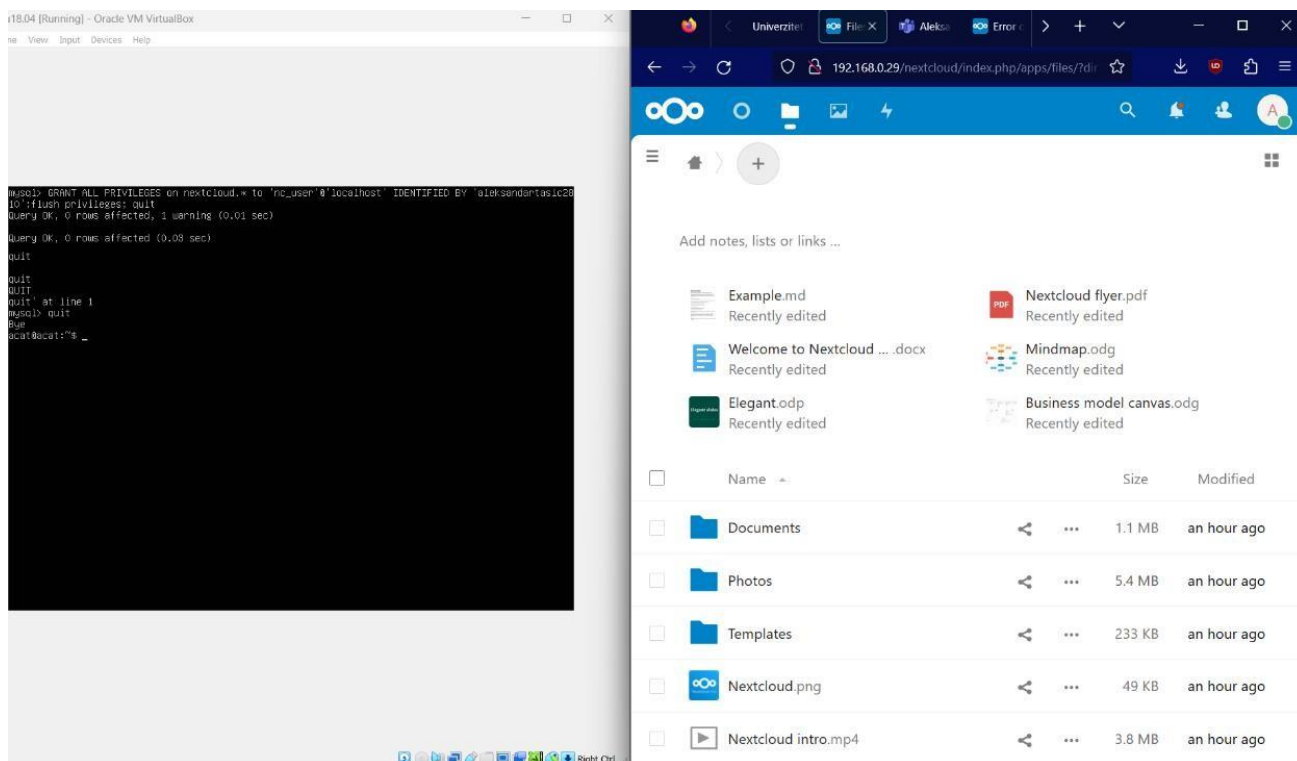 u18.04 [Running] - Oracle VM VirtualBox
View Input Devices Help
mysql> GRANT ALL PRIVILEGES on nextcloud.* to 'nc_user'@'localhost' IDENTIFIED BY 'aleksandartasic28
10';flush privileges; quit
Query OK, 0 rows affected, 1 warning (0.01 sec)
Query OK, 0 rows affected (0.03 sec)
quit
quit
QUIT
quit' at line 1
mysql> quit
Bye
acat@acat:~$ _
Right Ctrl
Univerzitet
File
Aleksa
Error
192.168.0.29/nextcloud/index.php/apps/files/?di
A
Add notes, lists or links ...
Example.md
Recently edited
PDF
Nextcloud flyer.pdf
Recently edited
Welcome to Nextcloud ... .docx
Recently edited
Mindmap.odg
Recently edited
Elegant.odp
Recently edited
Business model canvas.odg
Recently edited
Name Size Modified
Documents 1.1 MB an hour ago
Photos 5.4 MB an hour ago
Templates 233 KB an hour ago
Nextcloud.png 49 KB an hour ago
Nextcloud intro.mp4 3.8 MB an hour ago